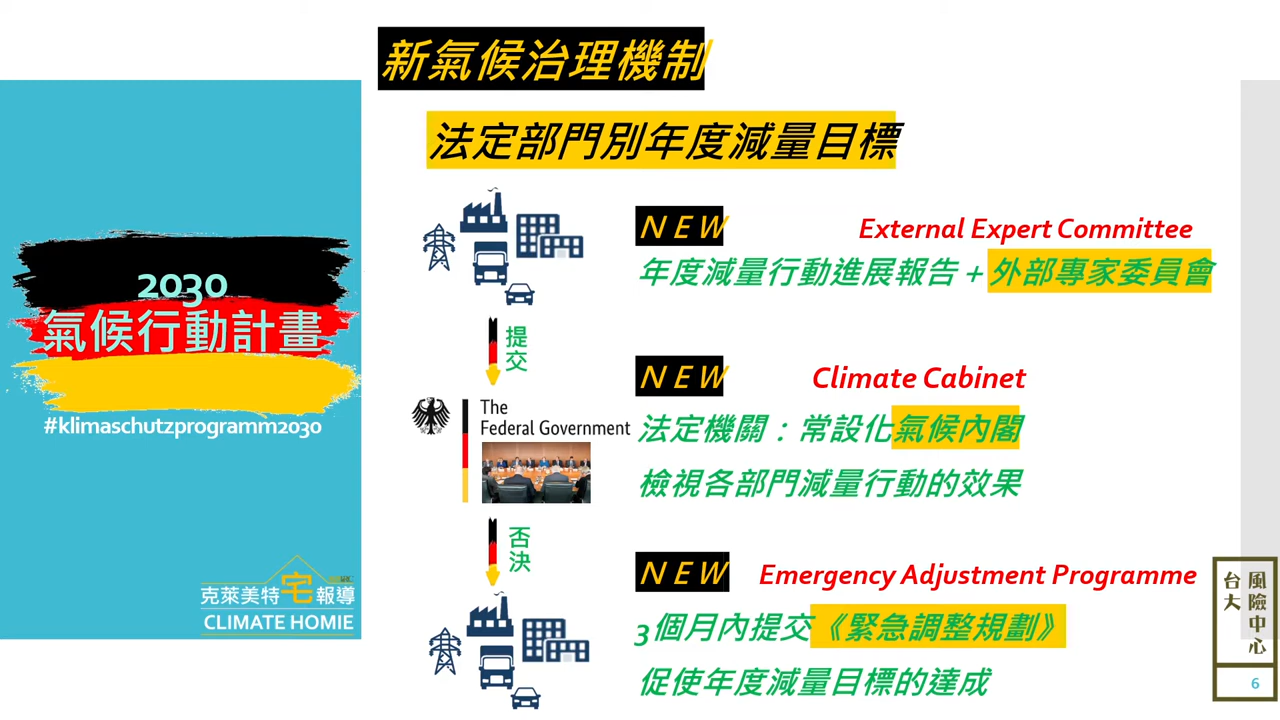 新氣候治理機制
法定部門別年度減量目標
2030
氣候行動計畫
#klimaschutzprogramm2030
克萊美特宅報導
CLIMATE HOMIE
NEW
External Expert Committee
年度減量行動進展報告 + 外部專家委員會
提交
NEW
Climate Cabinet
The
Federal Government
法定機關：常設化氣候內閣
檢視各部門減量行動的效果
否決
NEW
Emergency Adjustment Programme
3個月內提交《緊急調整規劃》
促使年度減量目標的達成
台大
風險中心
6